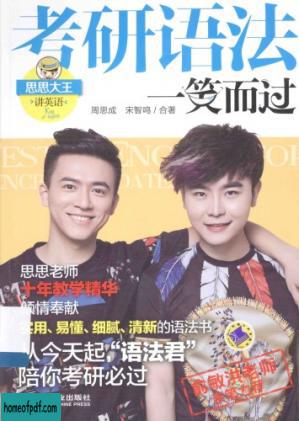 考研语法
一笑而过
思思大王
讲英语
周思成 宋智鸣/合著
思思老师
十年教学精华
倾情奉献
实用、易懂、细腻、清新的语法书
从今天起,“语法君”
陪你考研必过
homeofpdf.com